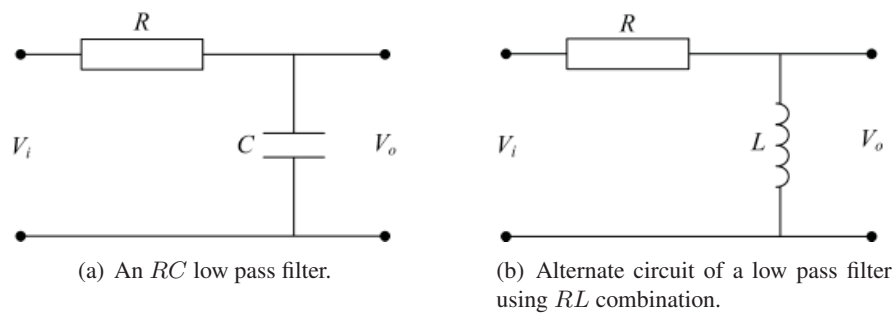 R
R
V_i
C
V_o
V_i
L
V_o
(a) An RC low pass filter.
(b) Alternate circuit of a low pass filter
using RL combination.